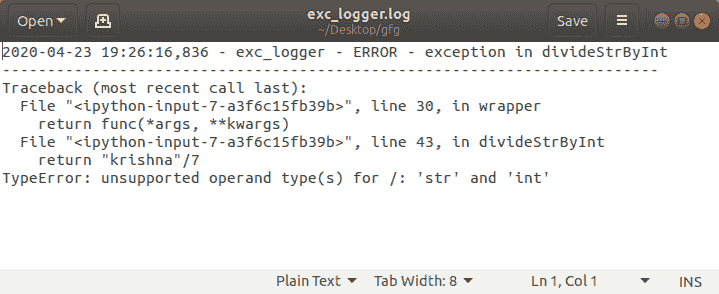 Open
exc_logger.log
~/Desktop/gfg
Save
2020-04-23 19:26:16,836 - exc_logger - ERROR - exception in divideStrByInt
-------------------------------------------------------------------------
Traceback (most recent call last):
  File "<ipython-input-7-a3f6c15fb39b>", line 30, in wrapper
    return func(*args, **kwargs)
  File "<ipython-input-7-a3f6c15fb39b>", line 43, in divideStrByInt
    return "krishna"/7
TypeError: unsupported operand type(s) for /: 'str' and 'int'
Plain Text Tab Width: 8 Ln 1, Col 1 INS